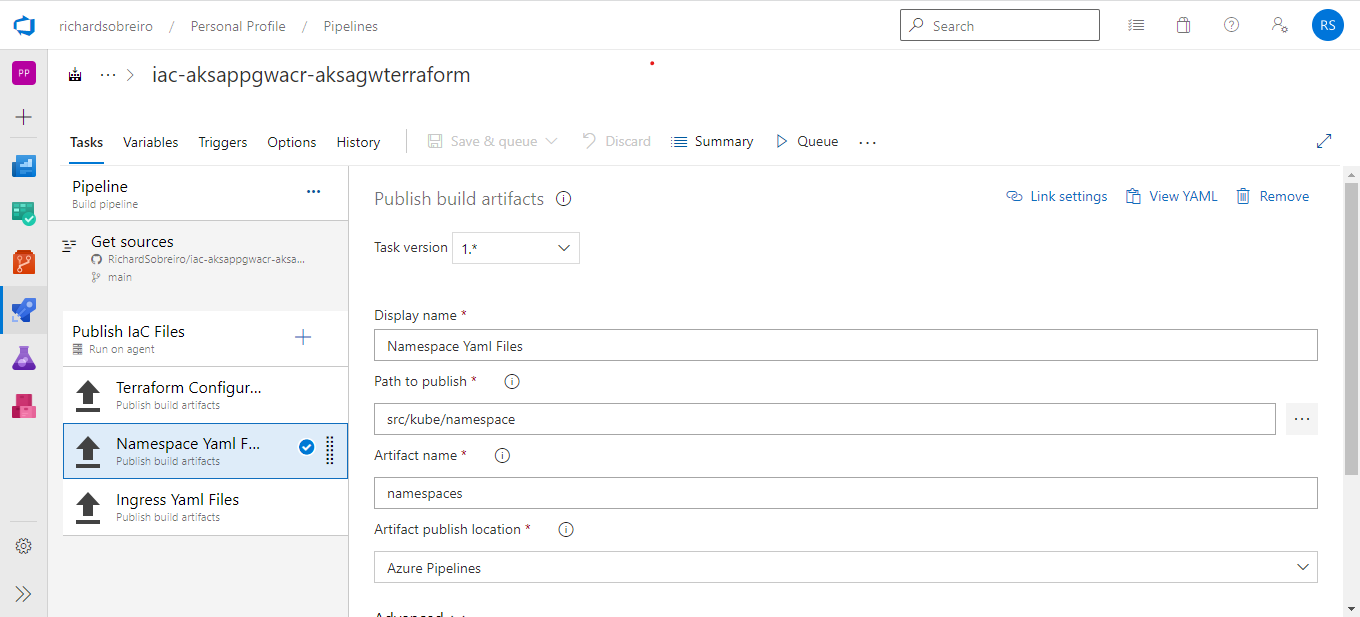 richardsobreiro / Personal Profile / Pipelines
Search
RS
PP
... > iac-aksappgwacr-aksagwterraform
Tasks Variables Triggers Options History Save & queue Discard Summary Queue ...
Pipeline ...
Build pipeline
Get sources
RichardSobreiro/iac-aksappgwacr-aksa...
main
Publish IaC Files
Run on agent
Terraform Configur...
Publish build artifacts
Namespace Yaml F...
Publish build artifacts
Ingress Yaml Files
Publish build artifacts
Publish build artifacts
Link settings View YAML Remove
Task version 1.*
Display name *
Namespace Yaml Files
Path to publish *
src/kube/namespace
...
Artifact name *
namespaces
Artifact publish location *
Azure Pipelines
Advanced